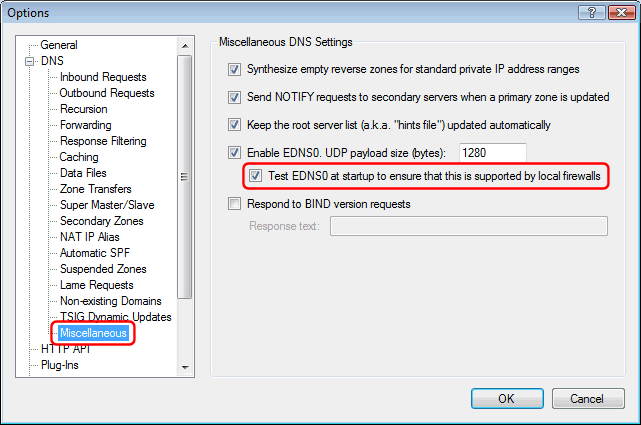 Options
General
DNS
Inbound Requests
Outbound Requests
Recursion
Forwarding
Response Filtering
Caching
Data Files
Zone Transfers
Super Master/Slave
Secondary Zones
NAT IP Alias
Automatic SPF
Suspended Zones
Lame Requests
Non-existing Domains
TSIG Dynamic Updates
Miscellaneous
HTTP API
Plug-Ins
Miscellaneous DNS Settings
Synthesize empty reverse zones for standard private IP address ranges
Send NOTIFY requests to secondary servers when a primary zone is updated
Keep the root server list (a.k.a. "hints file") updated automatically
Enable EDNS0. UDP payload size (bytes): 1280
Test EDNS0 at startup to ensure that this is supported by local firewalls
Respond to BIND version requests
Response text:
OK Cancel